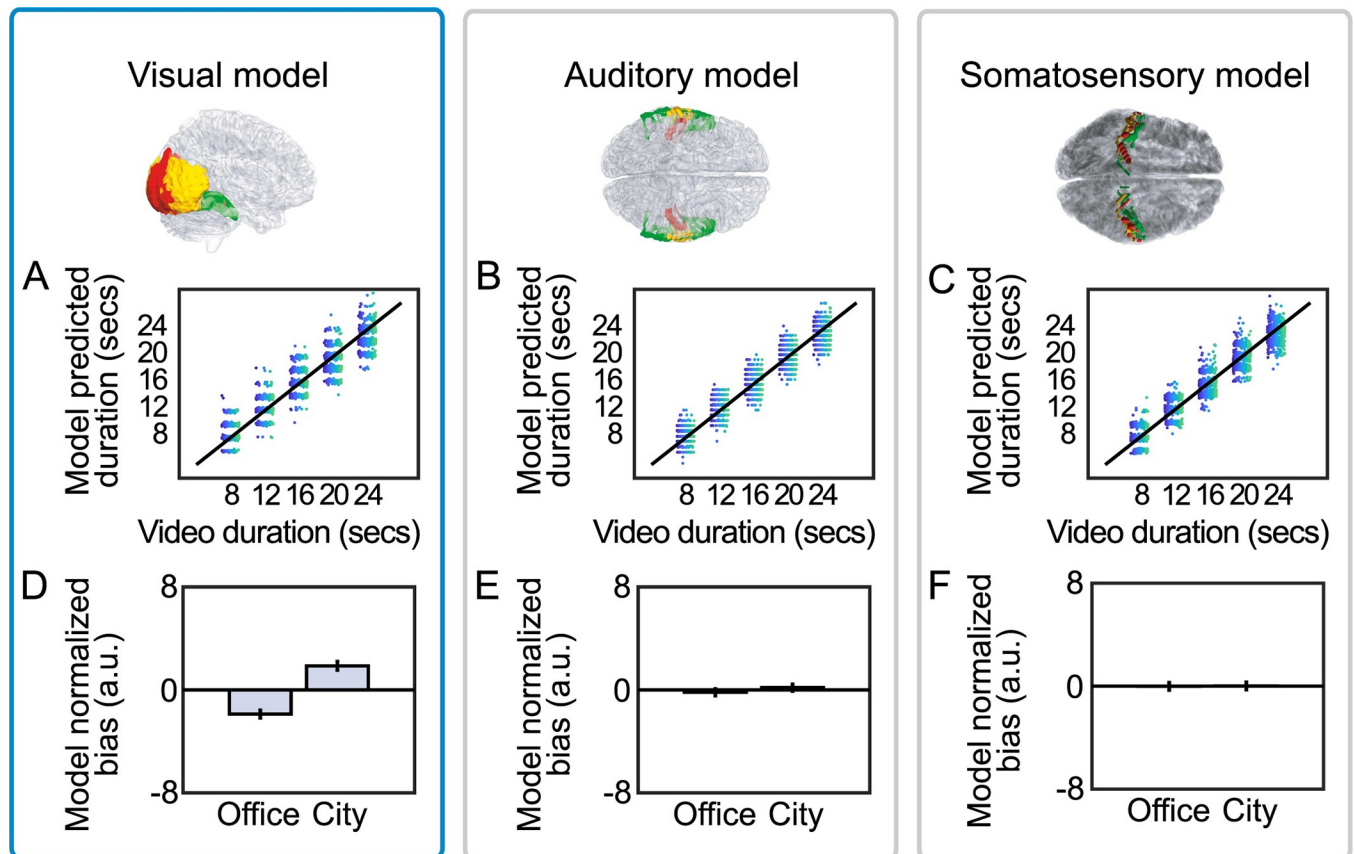 Visual model
Auditory model
Somatosensory model
A
Model predicted
duration (secs)
24
20
16
12
8
8 12 16 20 24
Video duration (secs)
B
Model predicted
duration (secs)
24
20
16
12
8
8 12 16 20 24
Video duration (secs)
C
Model predicted
duration (secs)
24
20
16
12
8
8 12 16 20 24
Video duration (secs)
D
Model normalized
bias (a.u.)
8
0
-8
Office City
E
Model normalized
bias (a.u.)
8
0
-8
Office City
F
Model normalized
bias (a.u.)
8
0
-8
Office City